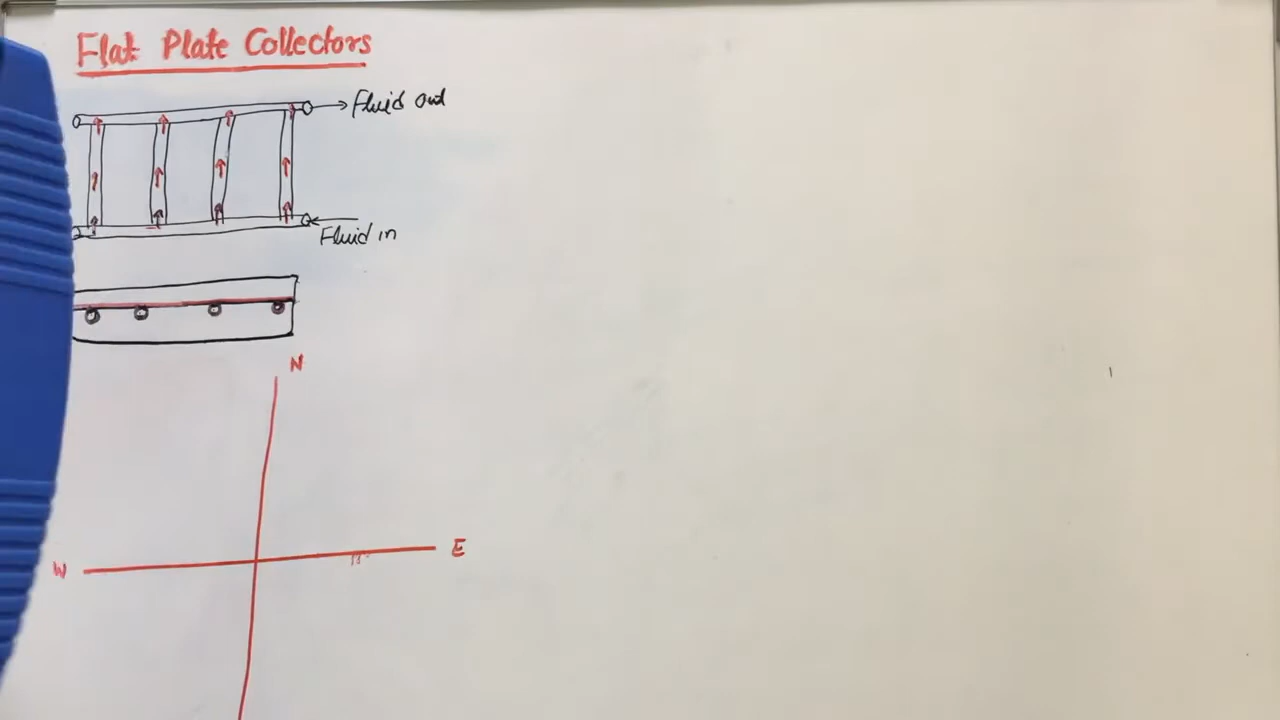 Flat Plate Collectors
Fluid out
Fluid in
N
E
W